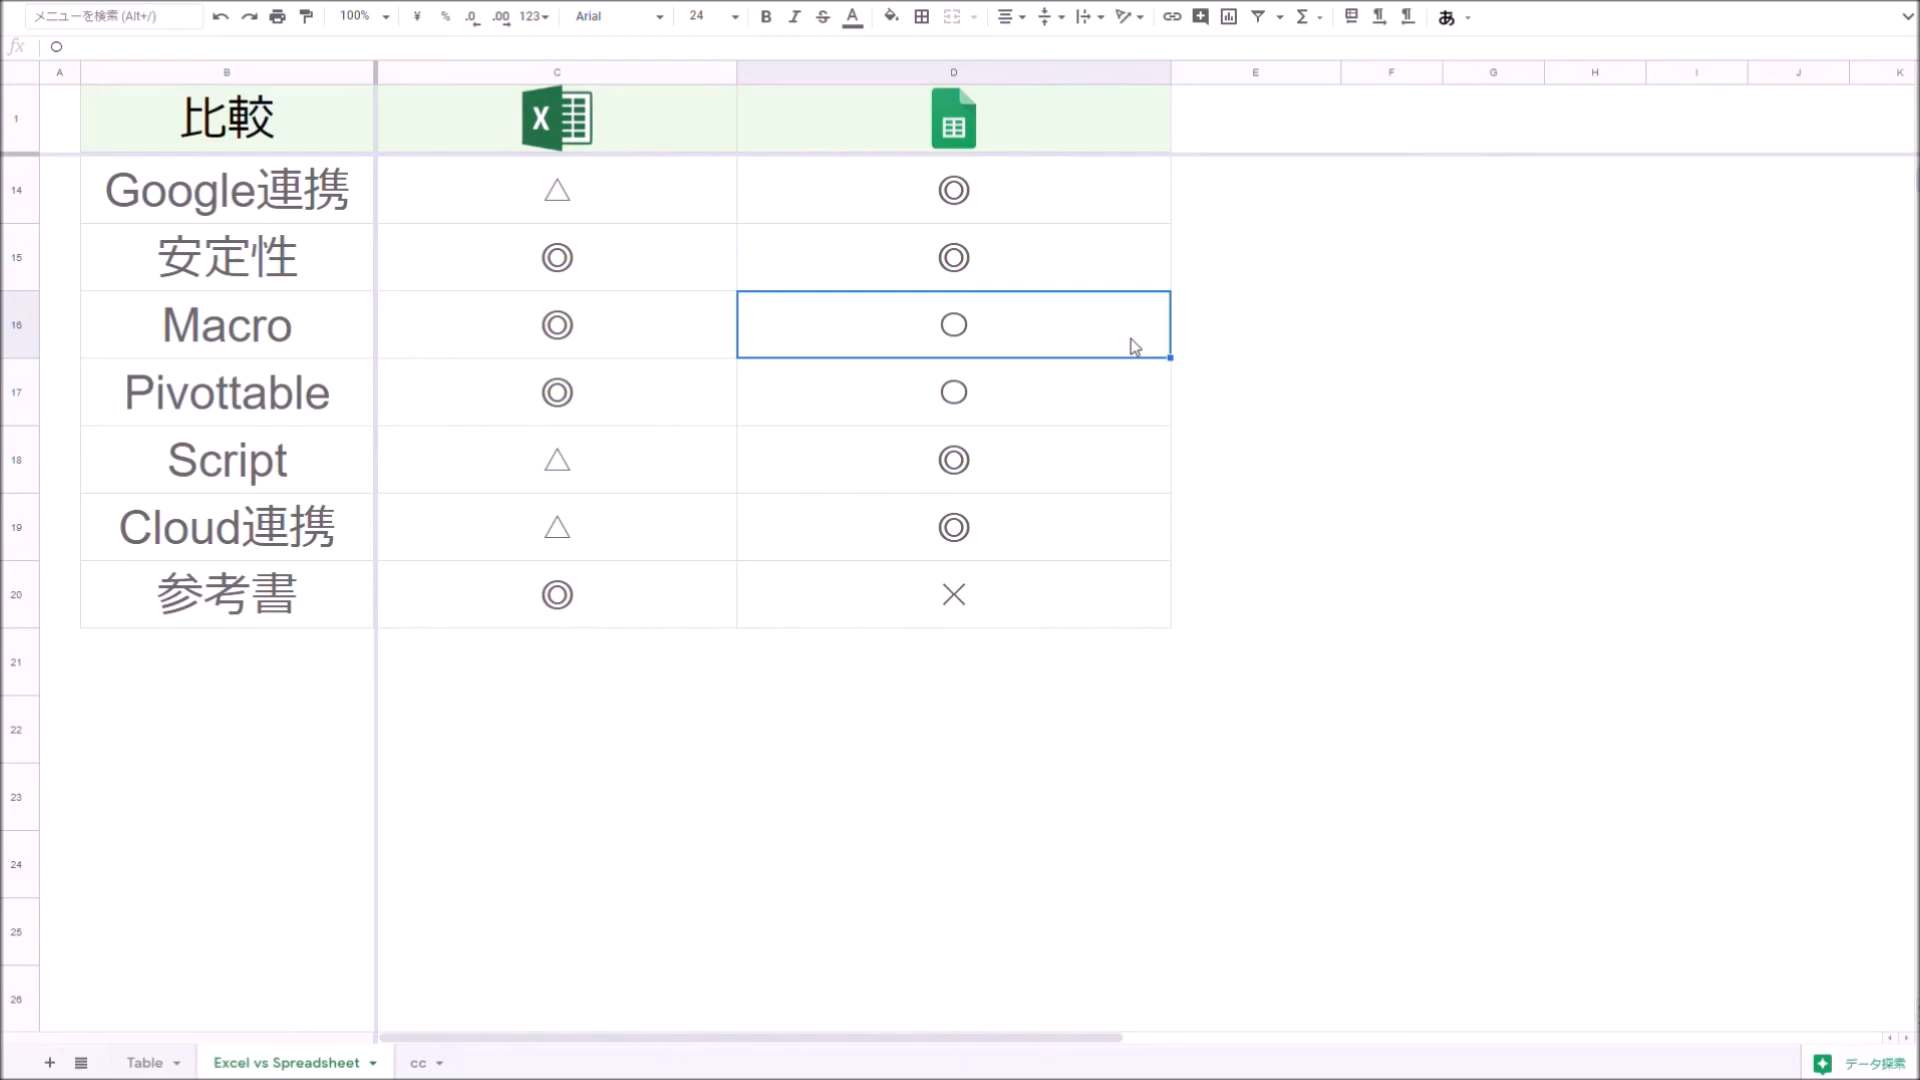 メニューを検索 (Alt+/) 100% ¥ % .0 .00 123 Arial 24 B I S A Σ あ
fx ○
A B C D E F G H I J K
1 比較 X
14 Google連携 △ ◎
15 安定性 ◎ ◎
16 Macro ◎ ○
17 Pivottable ◎ ○
18 Script △ ◎
19 Cloud連携 △ ◎
20 参考書 ◎ ×
21
22
23
24
25
26
+ Table Excel vs Spreadsheet cc データ探索